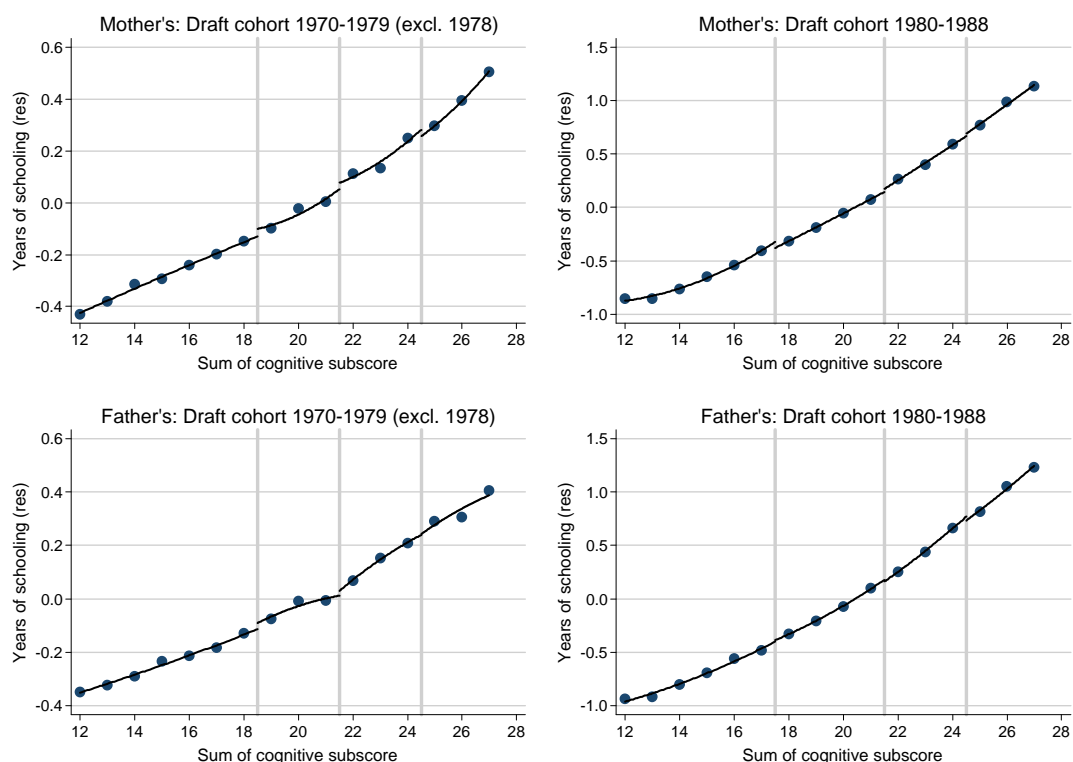 Mother's: Draft cohort 1970-1979 (excl. 1978)
Years of schooling (res)
0.6
0.4
0.2
0.0
-0.2
-0.4
12 14 16 18 20 22 24 26 28
Sum of cognitive subscore
Mother's: Draft cohort 1980-1988
Years of schooling (res)
1.5
1.0
0.5
0.0
-0.5
-1.0
12 14 16 18 20 22 24 26 28
Sum of cognitive subscore
Father's: Draft cohort 1970-1979 (excl. 1978)
Years of schooling (res)
0.6
0.4
0.2
0.0
-0.2
-0.4
12 14 16 18 20 22 24 26 28
Sum of cognitive subscore
Father's: Draft cohort 1980-1988
Years of schooling (res)
1.5
1.0
0.5
0.0
-0.5
-1.0
12 14 16 18 20 22 24 26 28
Sum of cognitive subscore